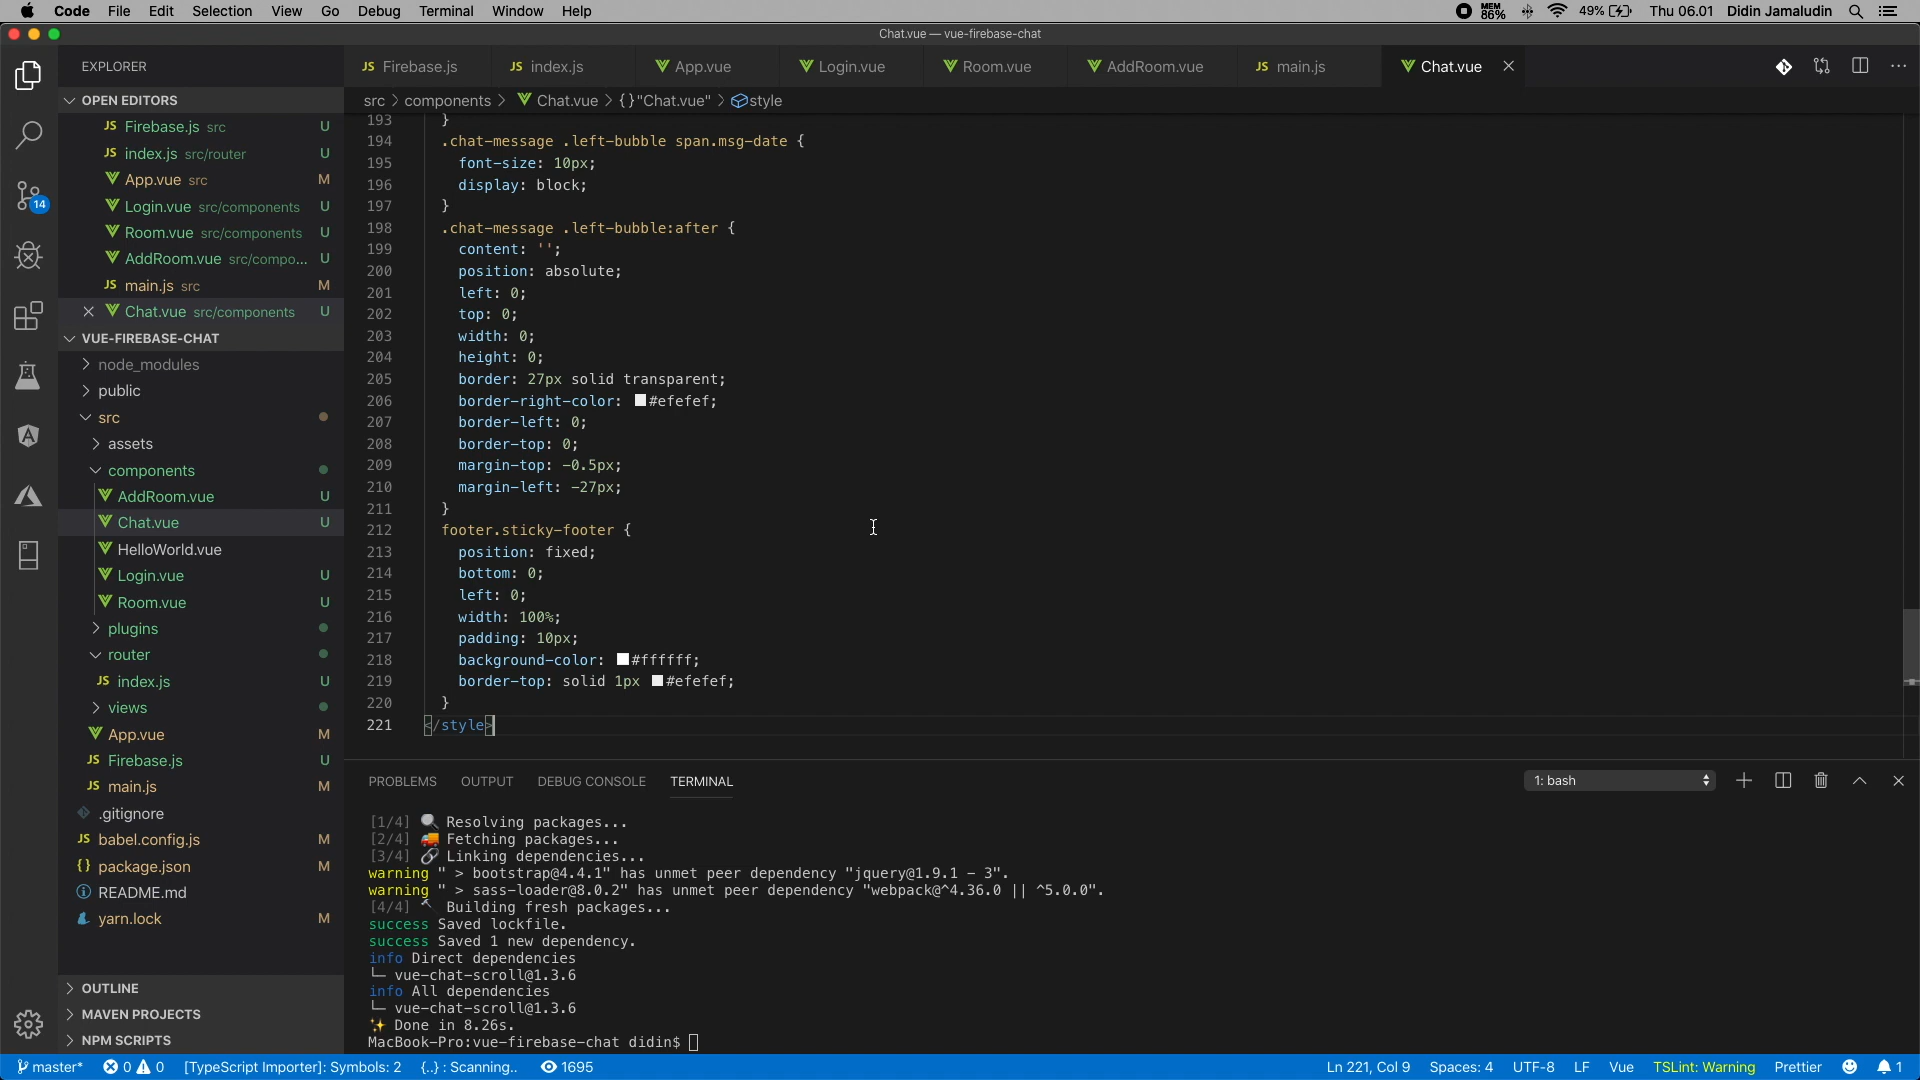 Code File Edit Selection View Go Debug Terminal Window Help
MEM 86% 49% Thu 06.01 Didin Jamaludin
Chat.vue — vue-firebase-chat
EXPLORER
JS Firebase.js JS index.js App.vue Login.vue Room.vue AddRoom.vue JS main.js Chat.vue
src > components > Chat.vue > {} "Chat.vue" > style
OPEN EDITORS
JS Firebase.js src U
JS index.js src/router U
App.vue src M
Login.vue src/components U
Room.vue src/components U
AddRoom.vue src/compo... U
JS main.js src M
Chat.vue src/components U
14
VUE-FIREBASE-CHAT
node_modules
public
src
assets
components
AddRoom.vue U
Chat.vue U
HelloWorld.vue
Login.vue U
Room.vue U
plugins
router
JS index.js U
views
App.vue M
JS Firebase.js U
JS main.js M
.gitignore
JS babel.config.js M
{} package.json M
README.md
yarn.lock M
OUTLINE
MAVEN PROJECTS
NPM SCRIPTS
193 }
194 .chat-message .left-bubble span.msg-date {
195 font-size: 10px;
196 display: block;
197 }
198 .chat-message .left-bubble:after {
199 content: '';
200 position: absolute;
201 left: 0;
202 top: 0;
203 width: 0;
204 height: 0;
205 border: 27px solid transparent;
206 border-right-color: #efefef;
207 border-left: 0;
208 border-top: 0;
209 margin-top: -0.5px;
210 margin-left: -27px;
211 }
212 footer.sticky-footer {
213 position: fixed;
214 bottom: 0;
215 left: 0;
216 width: 100%;
217 padding: 10px;
218 background-color: #ffffff;
219 border-top: solid 1px #efefef;
220 }
221 </style>
PROBLEMS OUTPUT DEBUG CONSOLE TERMINAL 1: bash
[1/4] Resolving packages...
[2/4] Fetching packages...
[3/4] Linking dependencies...
warning " > bootstrap@4.4.1" has unmet peer dependency "jquery@1.9.1 - 3".
warning " > sass-loader@8.0.2" has unmet peer dependency "webpack@^4.36.0 || ^5.0.0".
[4/4] Building fresh packages...
success Saved lockfile.
success Saved 1 new dependency.
info Direct dependencies
└─ vue-chat-scroll@1.3.6
info All dependencies
└─ vue-chat-scroll@1.3.6
✨ Done in 8.26s.
MacBook-Pro:vue-firebase-chat didin$
master* 0 0 [TypeScript Importer]: Symbols: 2 {..} : Scanning.. 1695 Ln 221, Col 9 Spaces: 4 UTF-8 LF Vue TSLint: Warning Prettier 1